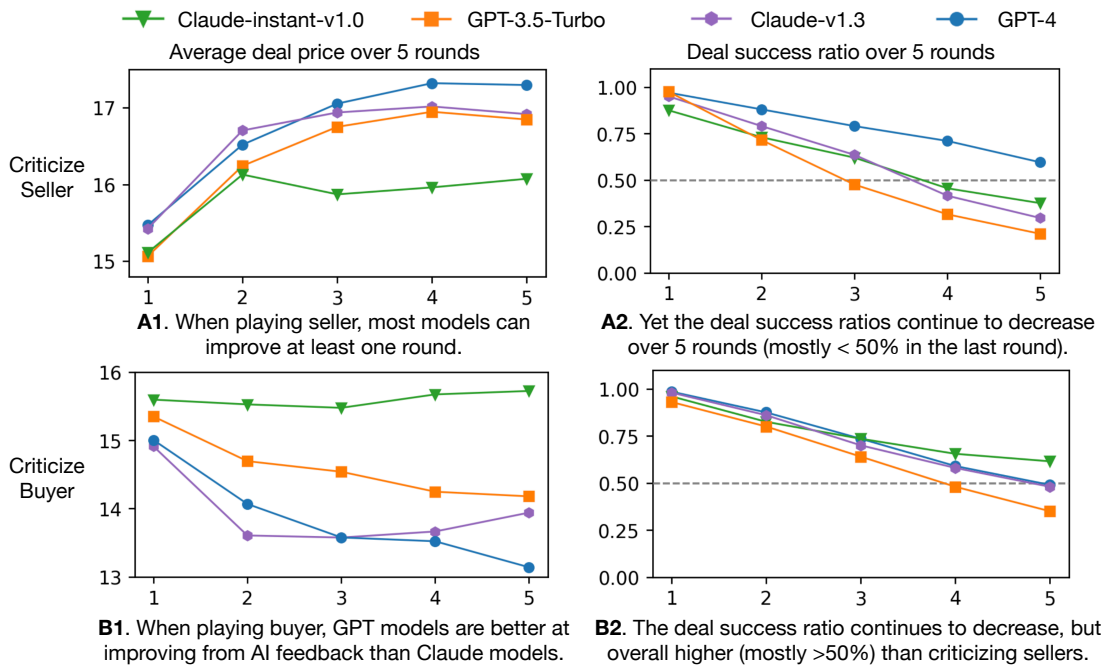 Claude-instant-v1.0 GPT-3.5-Turbo Claude-v1.3 GPT-4
Average deal price over 5 rounds
Deal success ratio over 5 rounds
Criticize
Seller
17
16
15
1 2 3 4 5
1.00
0.75
0.50
0.25
0.00
1 2 3 4 5
A1. When playing seller, most models can
improve at least one round.
A2. Yet the deal success ratios continue to decrease
over 5 rounds (mostly < 50% in the last round).
Criticize
Buyer
16
15
14
13
1 2 3 4 5
1.00
0.75
0.50
0.25
0.00
1 2 3 4 5
B1. When playing buyer, GPT models are better at
improving from AI feedback than Claude models.
B2. The deal success ratio continues to decrease, but
overall higher (mostly >50%) than criticizing sellers.